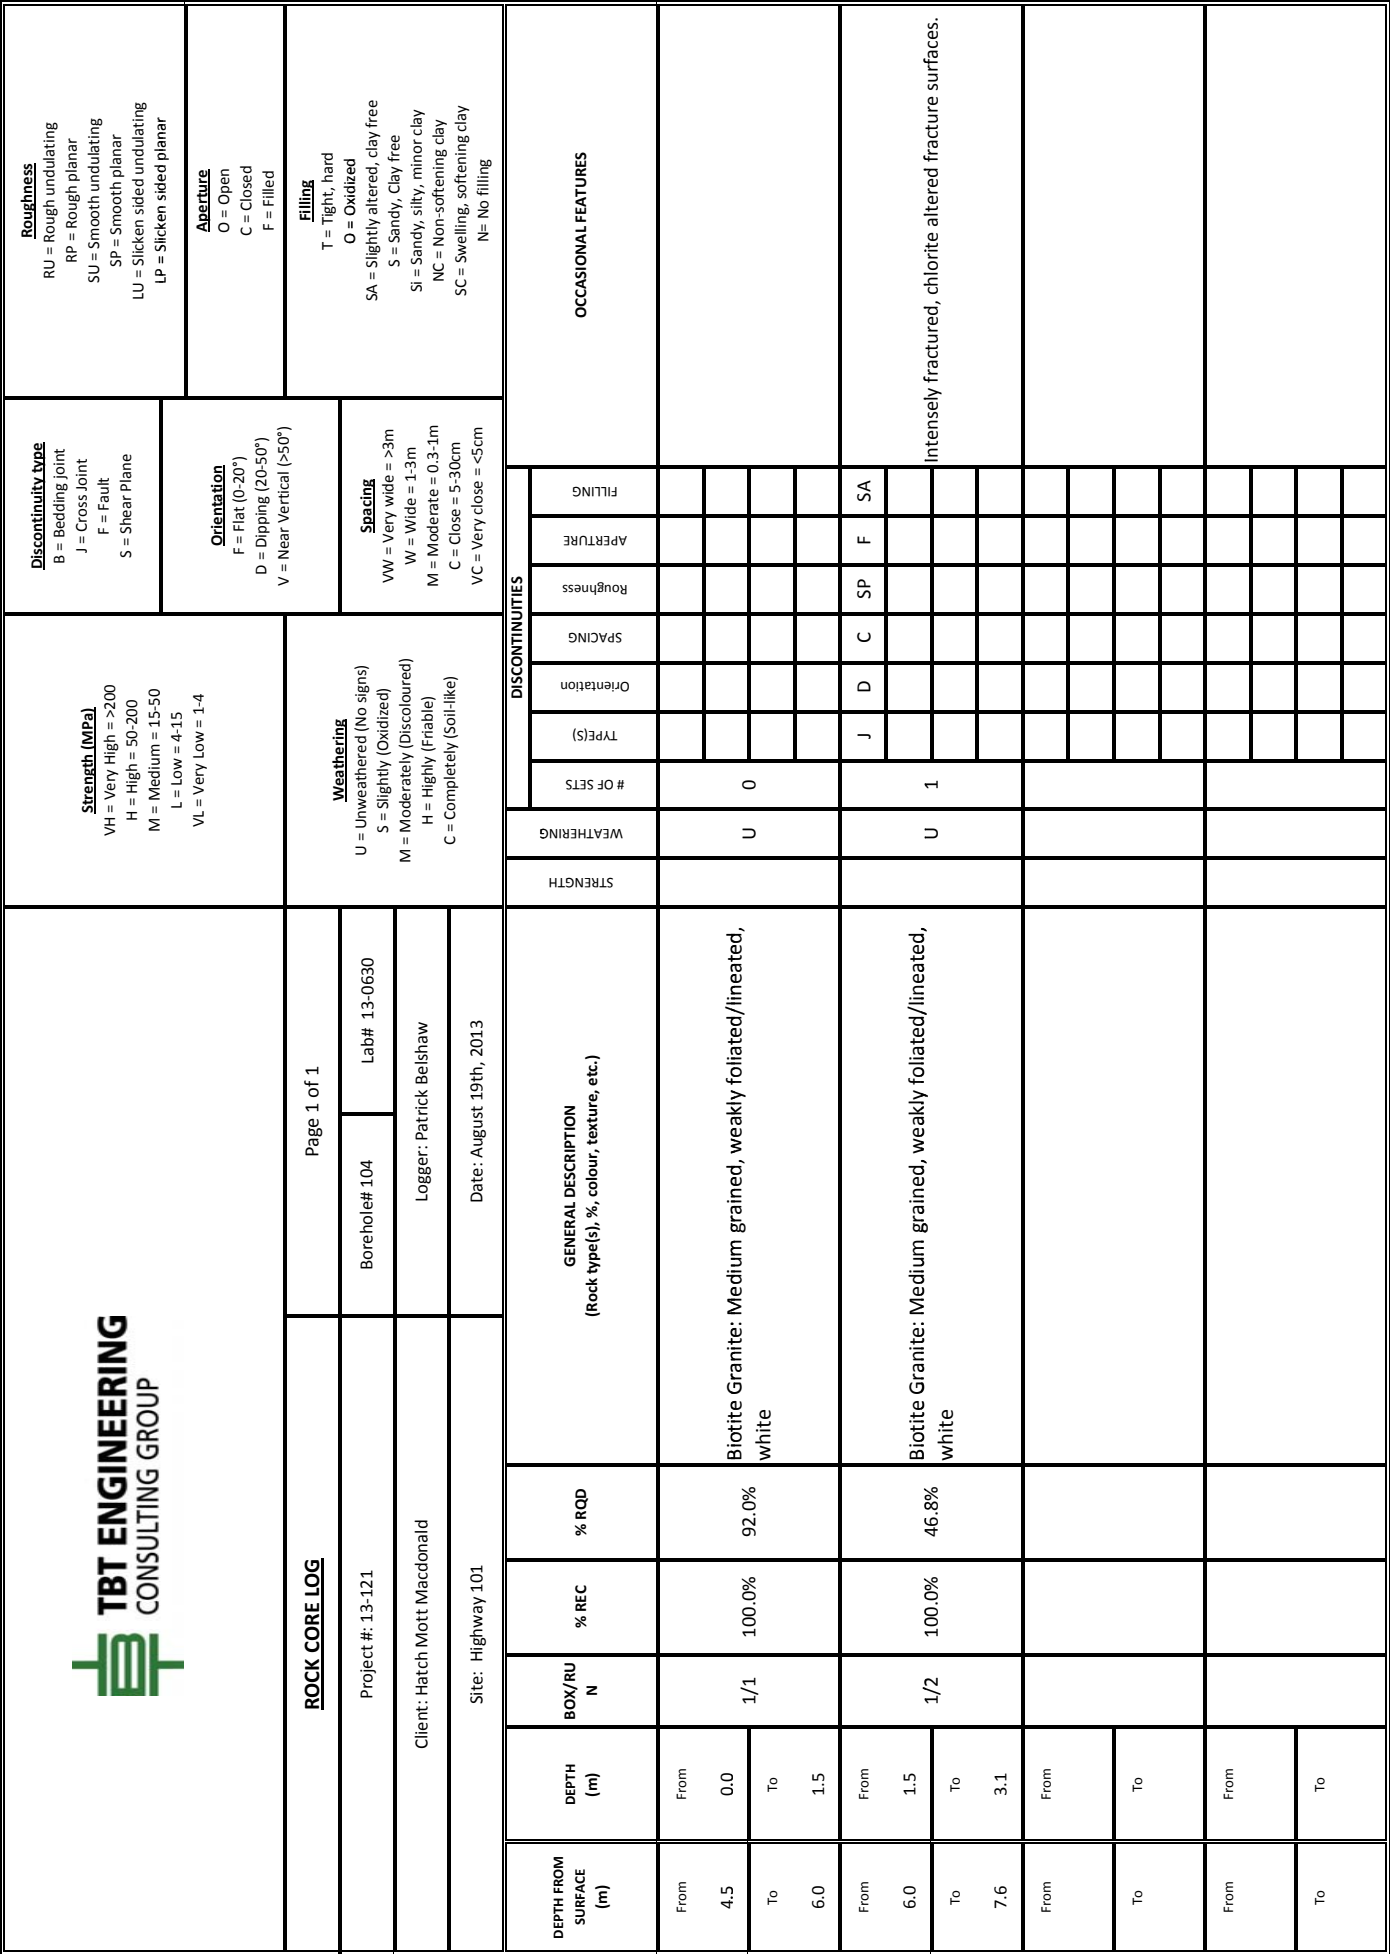 TBT ENGINEERING
CONSULTING GROUP
ROCK CORE LOG
Page 1 of 1
Project #: 13-121
Borehole# 104
Lab# 13-0630
Client: Hatch Mott Macdonald
Logger: Patrick Belshaw
Site: Highway 101
Date: August 19th, 2013
Strength (MPa)
VH = Very High = >200
H = High = 50-200
M = Medium = 15-50
L = Low = 4-15
VL = Very Low = 1-4
Weathering
U = Unweathered (No signs)
S = Slightly (Oxidized)
M = Moderately (Discoloured)
H = Highly (Friable)
C = Completely (Soil-like)
Discontinuity type
B = Bedding joint
J = Cross Joint
F = Fault
S = Shear Plane
Orientation
F = Flat (0-20°)
D = Dipping (20-50°)
V = Near Vertical (>50°)
Spacing
VW = Very wide = >3m
W = Wide = 1-3m
M = Moderate = 0.3-1m
C = Close = 5-30cm
VC = Very close = <5cm
Roughness
RU = Rough undulating
RP = Rough planar
SU = Smooth undulating
SP = Smooth planar
LU = Slicken sided undulating
LP = Slicken sided planar
Aperture
O = Open
C = Closed
F = Filled
Filling
T = Tight, hard
O = Oxidized
SA = Slightly altered, clay free
S = Sandy, Clay free
Si = Sandy, silty, minor clay
NC = Non-softening clay
SC = Swelling, softening clay
N= No filling
DEPTH FROM
SURFACE
(m)
DEPTH
(m)
BOX/RU
N
% REC
% RQD
GENERAL DESCRIPTION
(Rock type(s), %, colour, texture, etc.)
STRENGTH
WEATHERING
DISCONTINUITIES
# OF SETS
TYPE(S)
Orientation
SPACING
Roughness
APERTURE
FILLING
OCCASIONAL FEATURES
From
4.5
To
6.0
From
0.0
To
1.5
1/1
100.0%
92.0%
Biotite Granite: Medium grained, weakly foliated/lineated,
white
U
0
From
6.0
To
7.6
From
1.5
To
3.1
1/2
100.0%
46.8%
Biotite Granite: Medium grained, weakly foliated/lineated,
white
U
1
J
D
C
SP
F
SA
Intensely fractured, chlorite altered fracture surfaces.
From
To
From
To
From
To
From
To